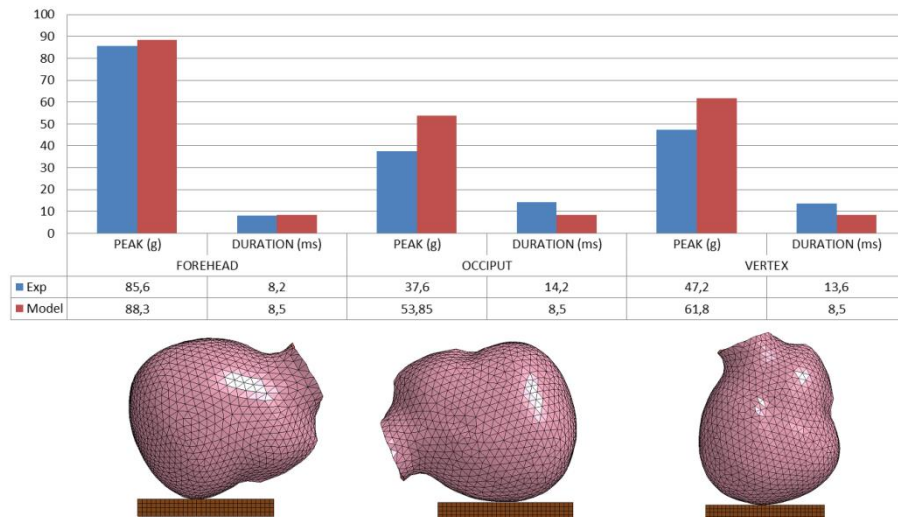 100
90
80
70
60
50
40
30
20
10
0
PEAK (g) DURATION (ms) PEAK (g) DURATION (ms) PEAK (g) DURATION (ms)
FOREHEAD OCCIPUT VERTEX
Exp 85,6 8,2 37,6 14,2 47,2 13,6
Model 88,3 8,5 53,85 8,5 61,8 8,5